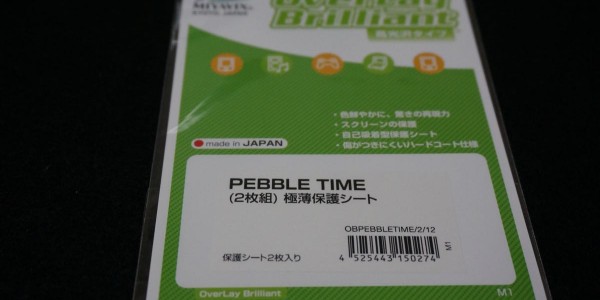 MIYAVIX
KYOTO, JAPAN
OverLay
Brilliant
高光沢タイプ
・色鮮やかに、驚きの再現力
・スクリーンの保護
・自己吸着型保護シート
・傷がつきにくいハードコート仕様
made in JAPAN
PEBBLE TIME
(2枚組) 極薄保護シート
OBPEBBLETIME/2/12
保護シート2枚入り
4 525443 150274
M1
OverLay Brilliant
M1